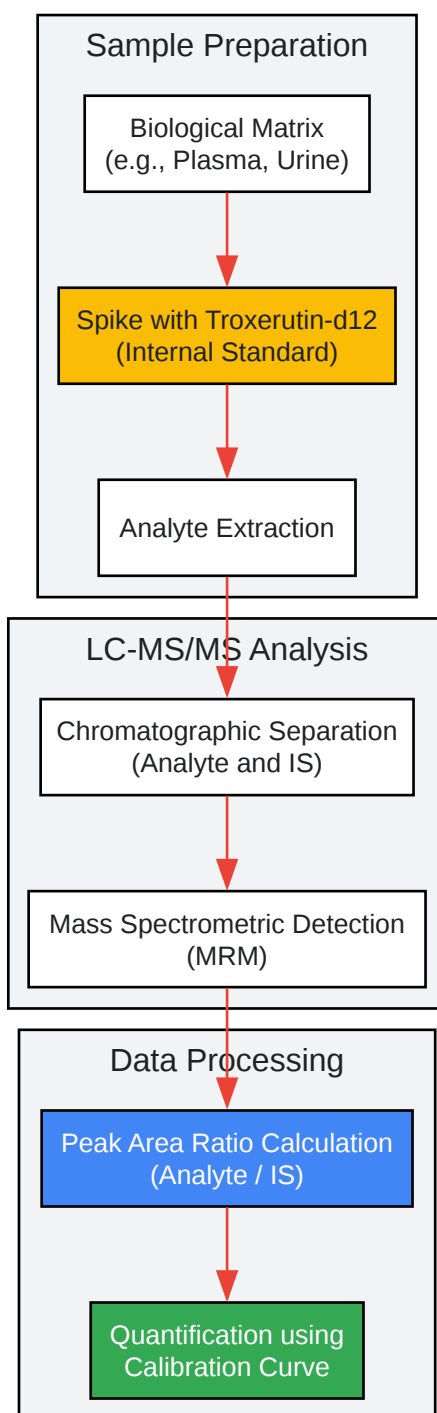 Sample Preparation
Biological Matrix
(e.g., Plasma, Urine)
Spike with Troxerutin-d12
(Internal Standard)
Analyte Extraction
LC-MS/MS Analysis
Chromatographic Separation
(Analyte and IS)
Mass Spectrometric Detection
(MRM)
Data Processing
Peak Area Ratio Calculation
(Analyte / IS)
Quantification using
Calibration Curve